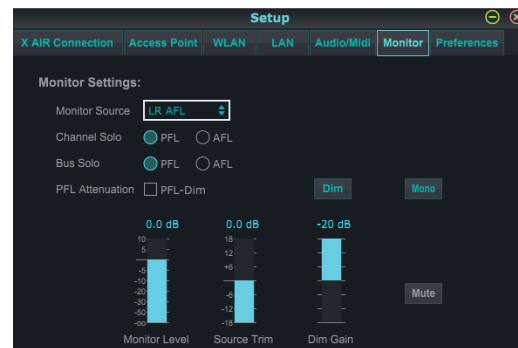 Setup
X AIR Connection Access Point WLAN LAN Audio/Midi Monitor Preferences
Monitor Settings:
Monitor Source LR AFL
Channel Solo PFL AFL
Bus Solo PFL AFL
PFL Attenuation PFL-Dim Dim Mono
0.0 dB 0.0 dB -20 dB
10 18
5 12
+6
-5
-10
-20 -6
-30 -12
-50
-oo -18
Mute
Monitor Level Source Trim Dim Gain